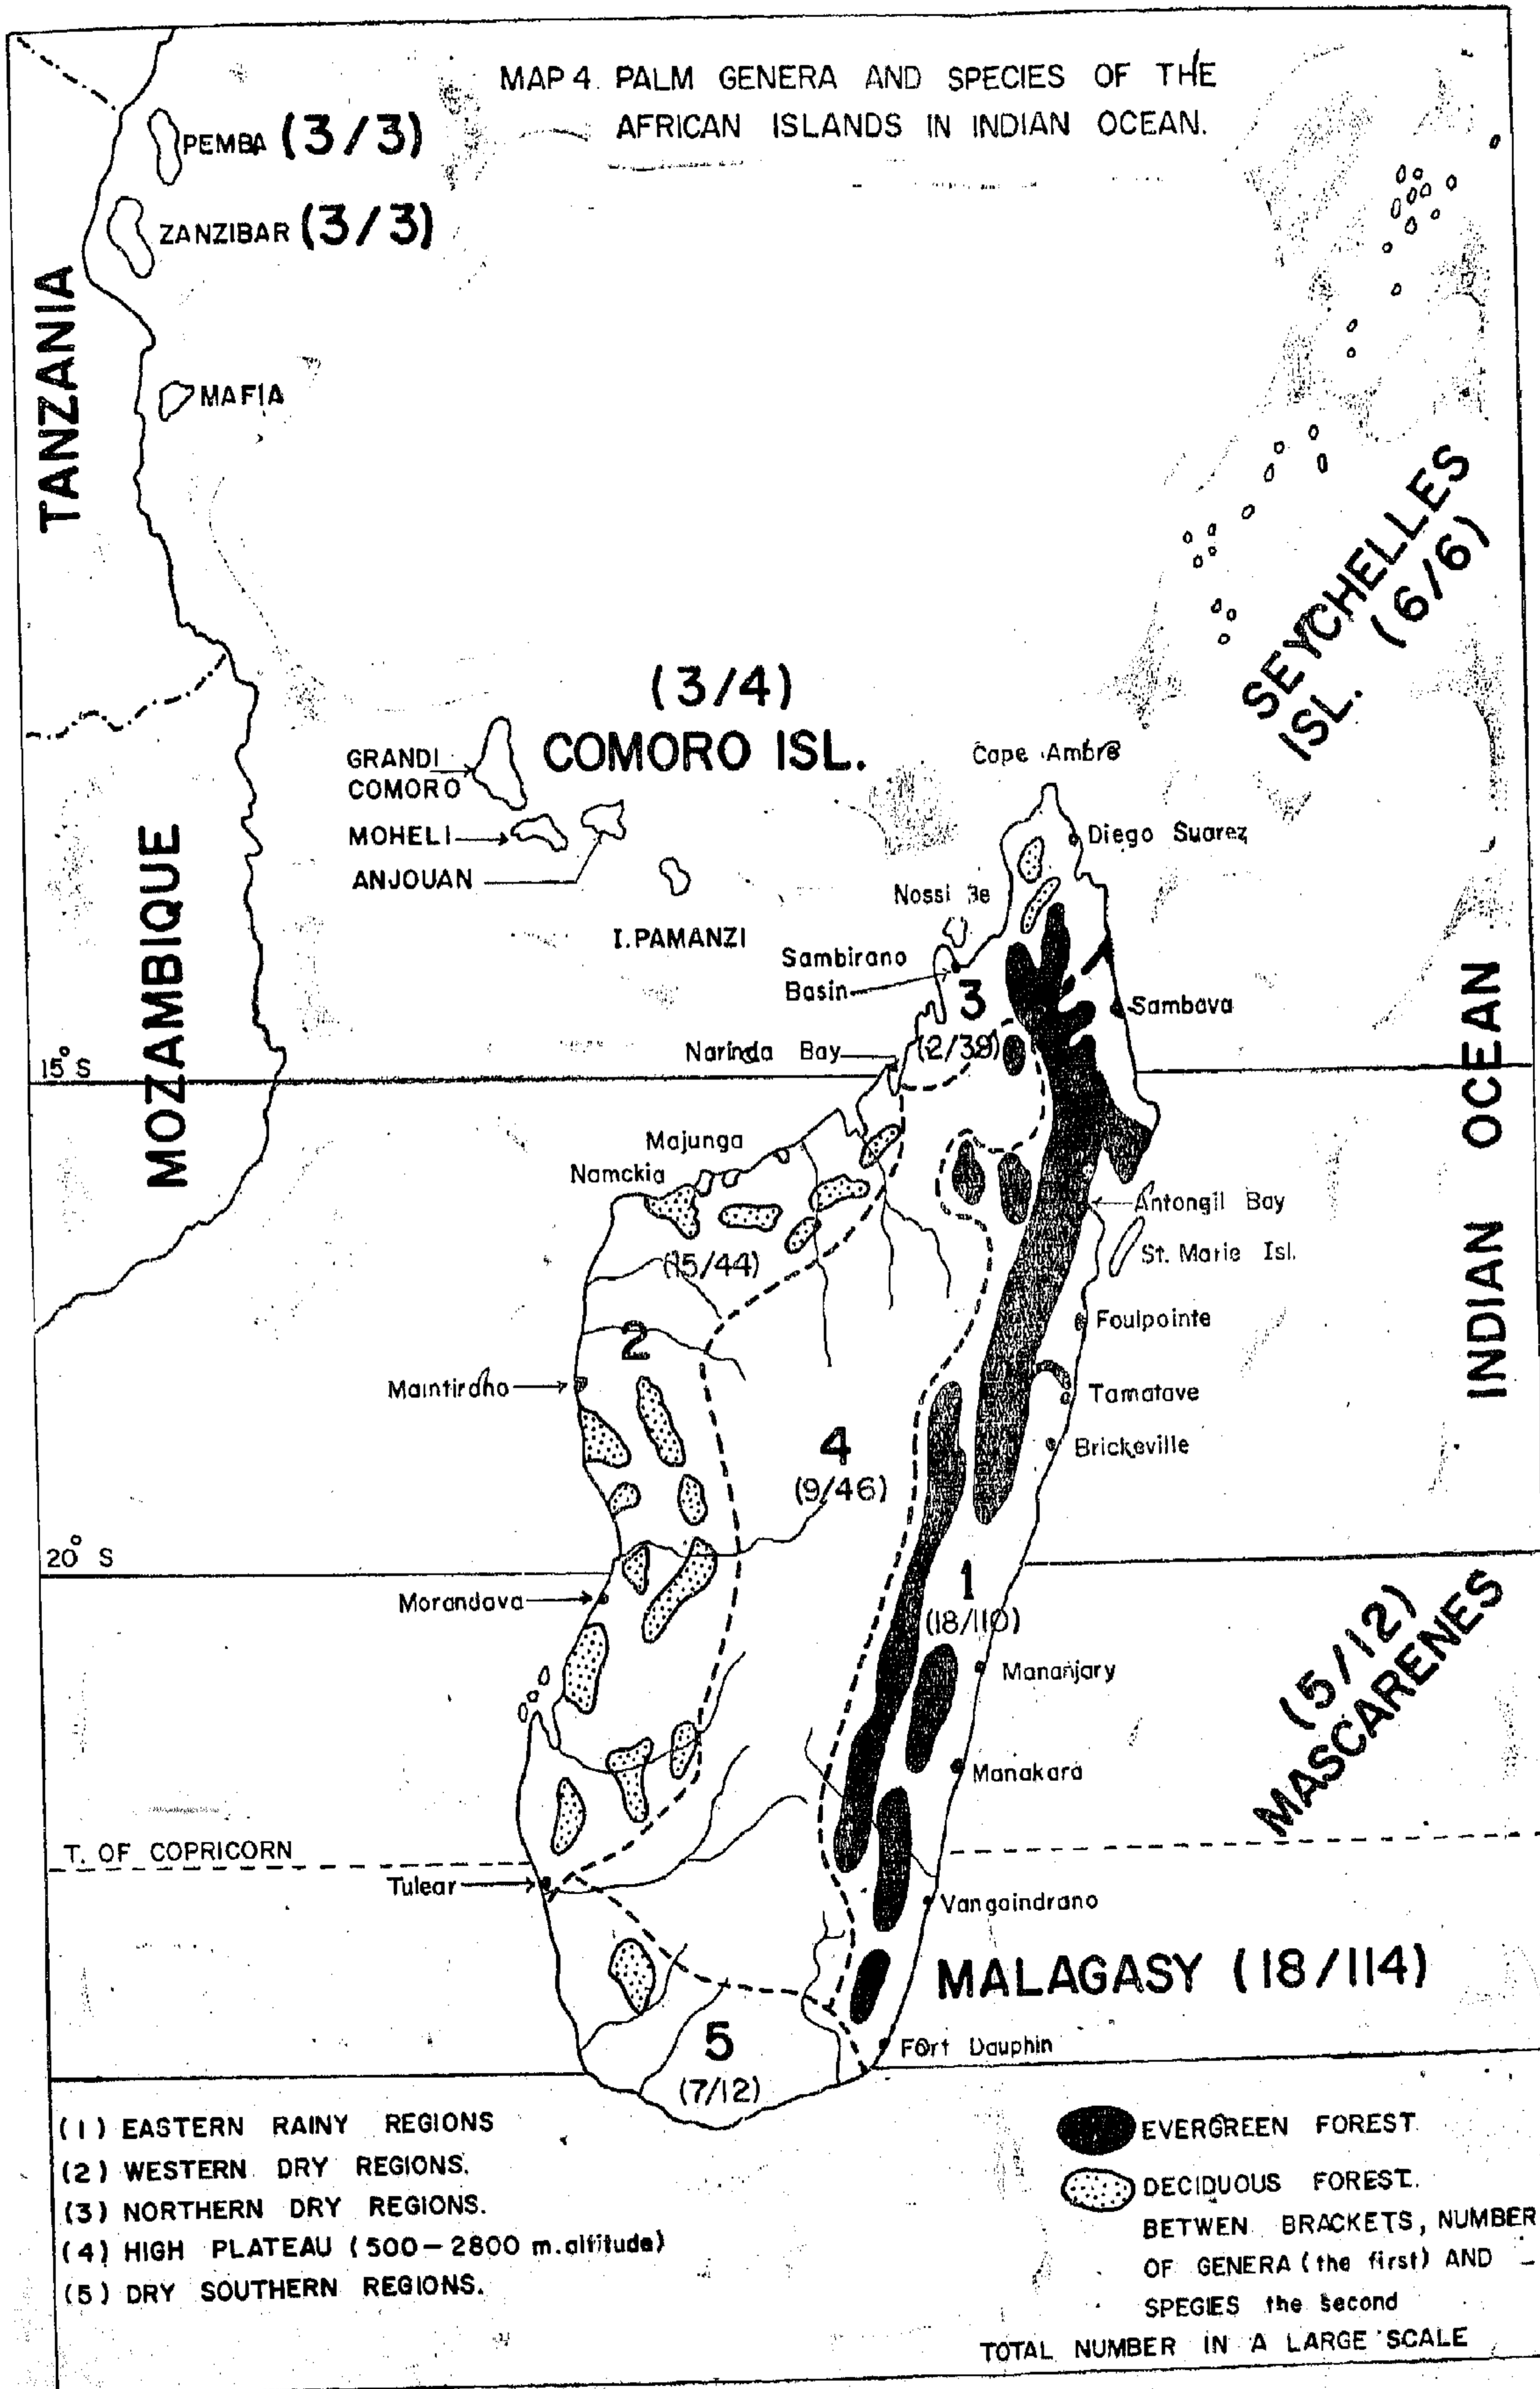 MAP 4. PALM GENERA AND SPECIES OF THE
AFRICAN ISLANDS IN INDIAN OCEAN.
PEMBA (3/3)
ZANZIBAR (3/3)
TANZANIA
MAFIA
SEYCHELLES
ISL. (6/6)
(3/4)
COMORO ISL.
GRANDI
COMORO
MOHELI
ANJOUAN
I. PAMANZI
Cape Ambre
Diego Suarez
Nossi Be
Sambirano
Basin
3
(12/39)
Sambava
MOZAMBIQUE
INDIAN OCEAN
Narinda Bay
15° S
Majunga
Namckia
Antongil Bay
St. Marie Isl.
(15/44)
Foulpointe
2
Maintirdho
Tamatave
4
(9/46)
Brickeville
20° S
Morandava
1
(18/110)
Mananjary
(5/12)
MASCARENES
Manakara
T. OF COPRICORN
Tulear
Vangaindrano
MALAGASY (18/114)
5
(7/12)
Fort Dauphin
(1) EASTERN RAINY REGIONS
(2) WESTERN DRY REGIONS.
(3) NORTHERN DRY REGIONS.
(4) HIGH PLATEAU (500-2800 m.altitude)
(5) DRY SOUTHERN REGIONS.
EVERGREEN FOREST.
DECIDUOUS FOREST.
BETWEN BRACKETS, NUMBER
OF GENERA (the first) AND
SPEGIES the second
TOTAL NUMBER IN A LARGE SCALE